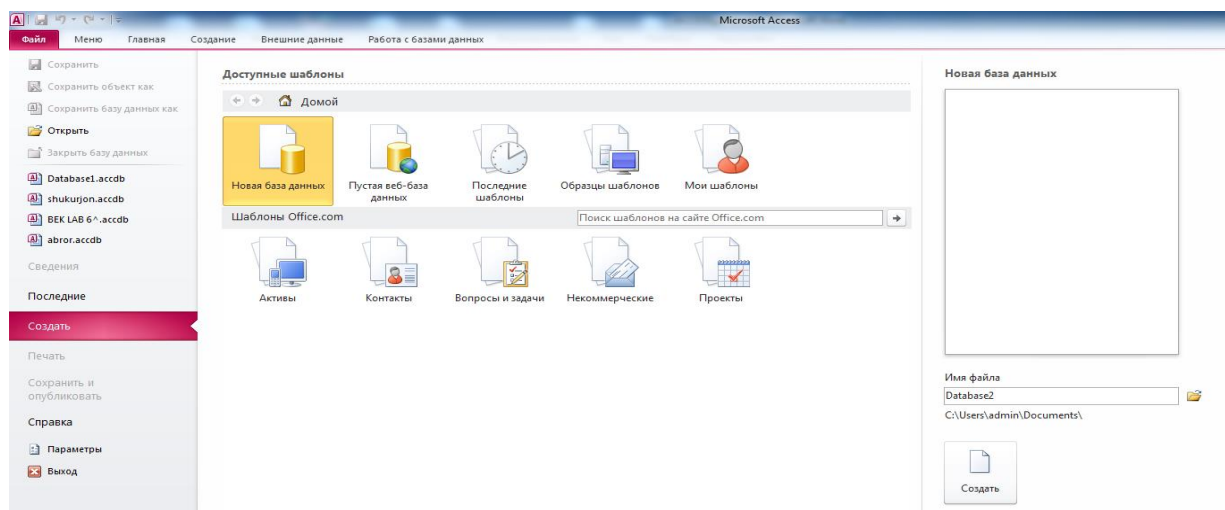 Microsoft Access
Файл Меню Главная Создание Внешние данные Работа с базами данных
Сохранить
Сохранить объект как
Сохранить базу данных как
Открыть
Закрыть базу данных
Database1.accdb
shukurjon.accdb
BEK LAB 6^.accdb
abror.accdb
Сведения
Последние
Создать
Печать
Сохранить и
опубликовать
Справка
Параметры
Выход
Доступные шаблоны
Домой
Новая база данных
Пустая веб-база
данных
Последние
шаблоны
Образцы шаблонов
Мои шаблоны
Шаблоны Office.com
Поиск шаблонов на сайте Office.com
Активы
Контакты
Вопросы и задачи
Некоммерческие
Проекты
Новая база данных
Имя файла
Database2
C:\Users\admin\Documents\
Создать